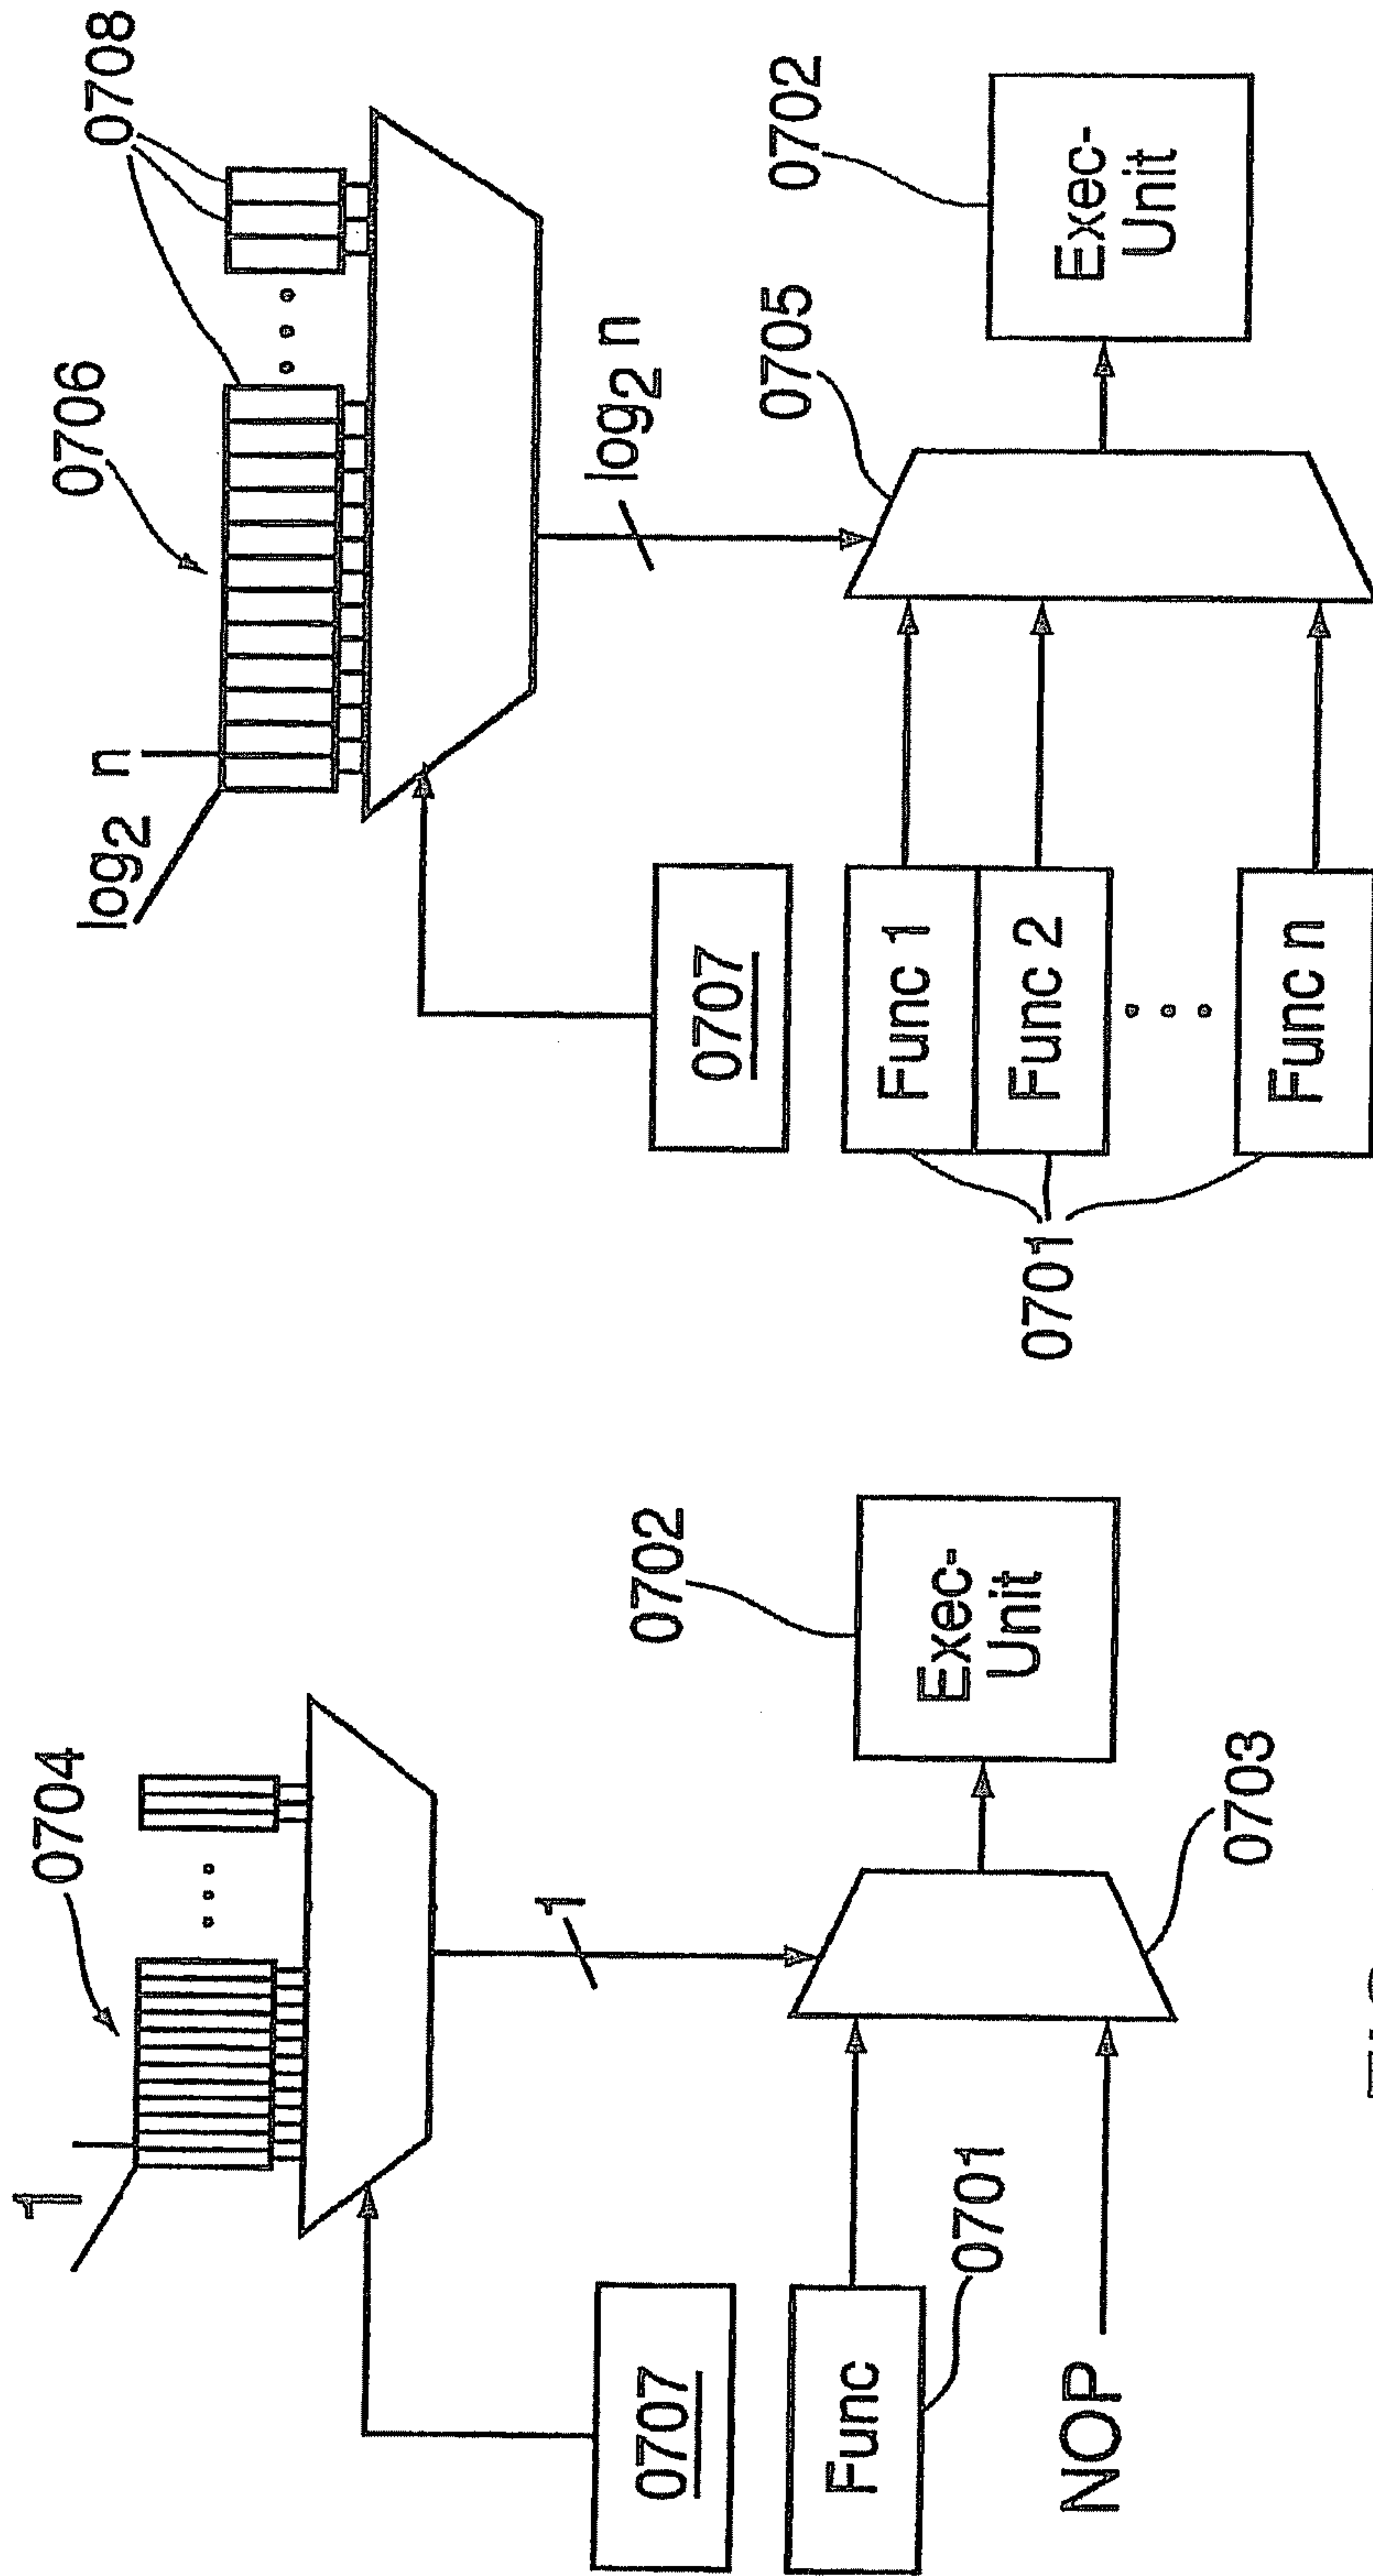 1
0704
0707
1
Func
0701
NOP
0703
0702
Exec-
Unit
log2 n
0706
0708
0707
log2 n
Func 1
Func 2
Func n
0701
0705
0702
Exec-
Unit